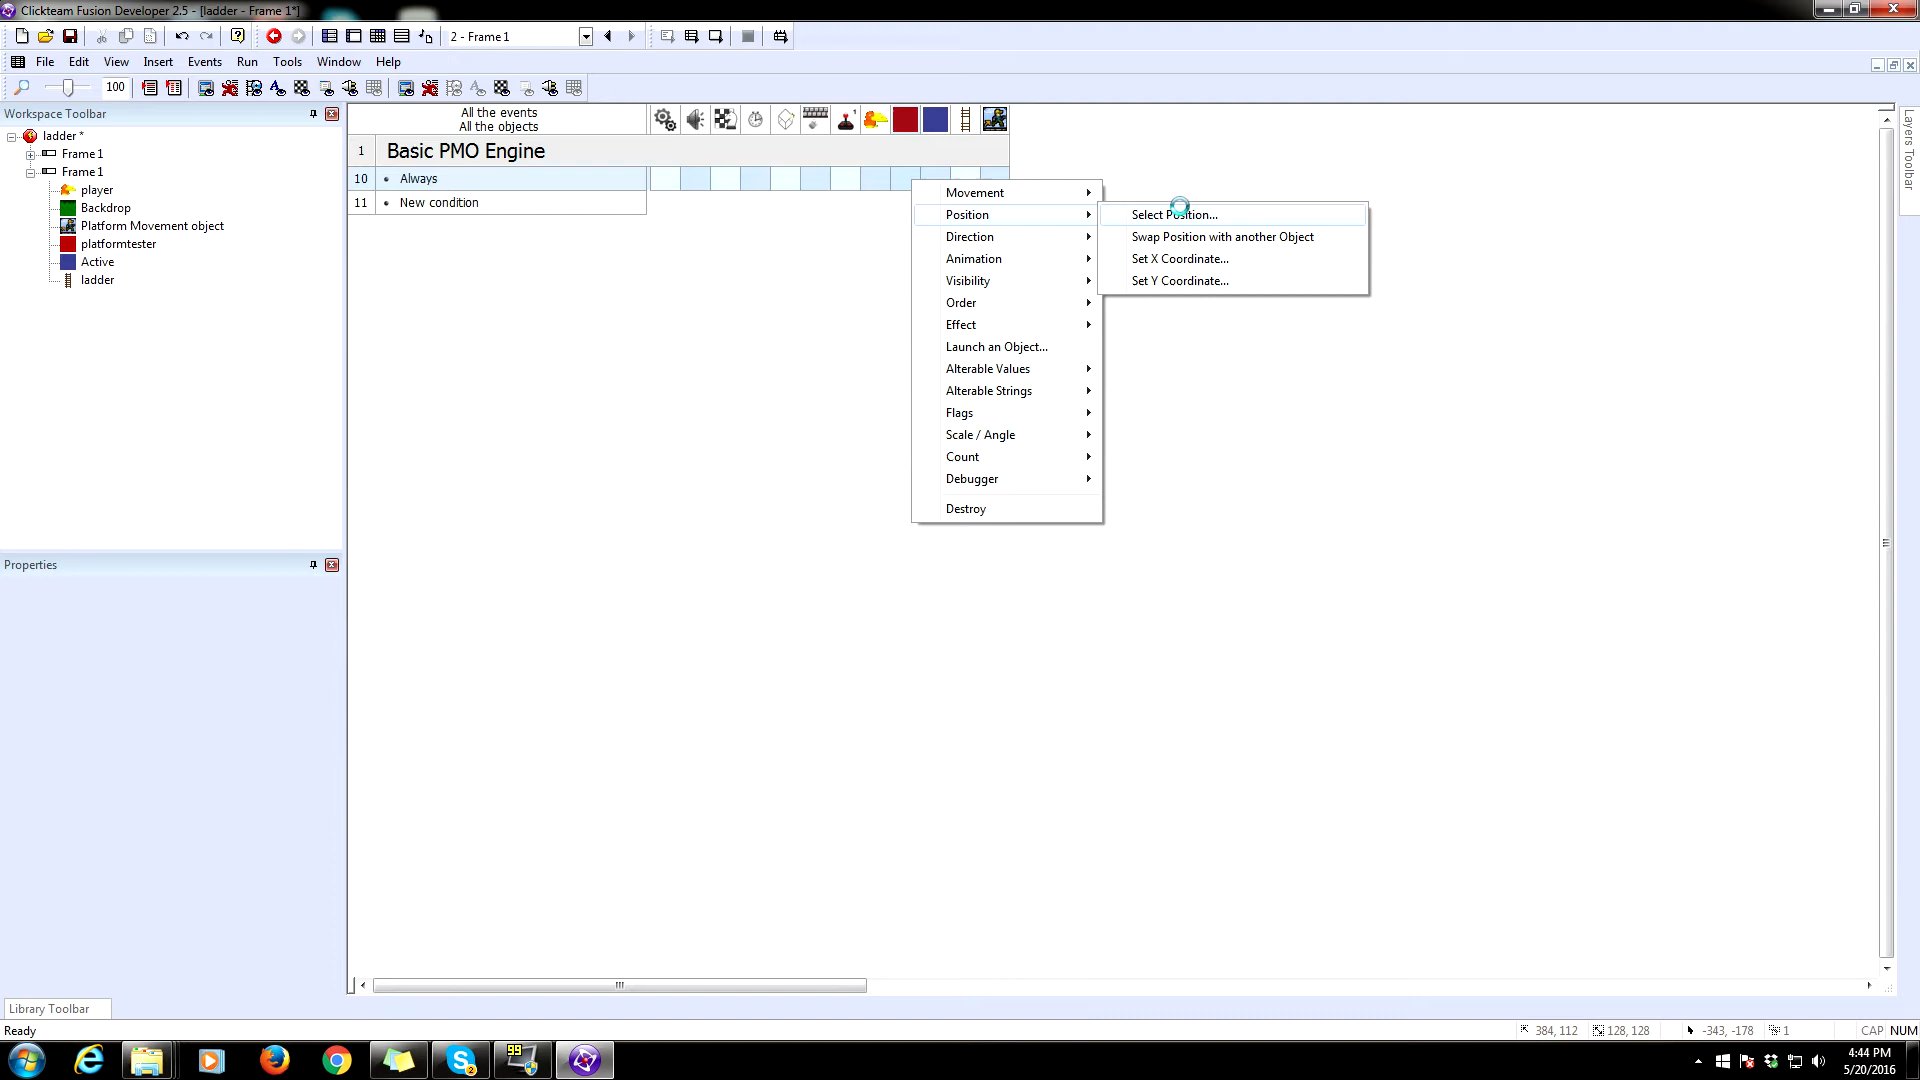 Clickteam Fusion Developer 2.5 - [ladder - Frame 1*]
2 - Frame 1
File Edit View Insert Events Run Tools Window Help
100
Workspace Toolbar
ladder *
Frame 1
Frame 1
player
Backdrop
Platform Movement object
platformtester
Active
ladder
Properties
Library Toolbar
All the events
All the objects
1 Basic PMO Engine
10 Always
11 New condition
Movement
Position
Direction
Animation
Visibility
Order
Effect
Launch an Object...
Alterable Values
Alterable Strings
Flags
Scale / Angle
Count
Debugger
Destroy
Select Position...
Swap Position with another Object
Set X Coordinate...
Set Y Coordinate...
Layers Toolbar
Ready
384, 112
128, 128
-343, -178
1
CAP NUM
99
2
4:44 PM
5/20/2016